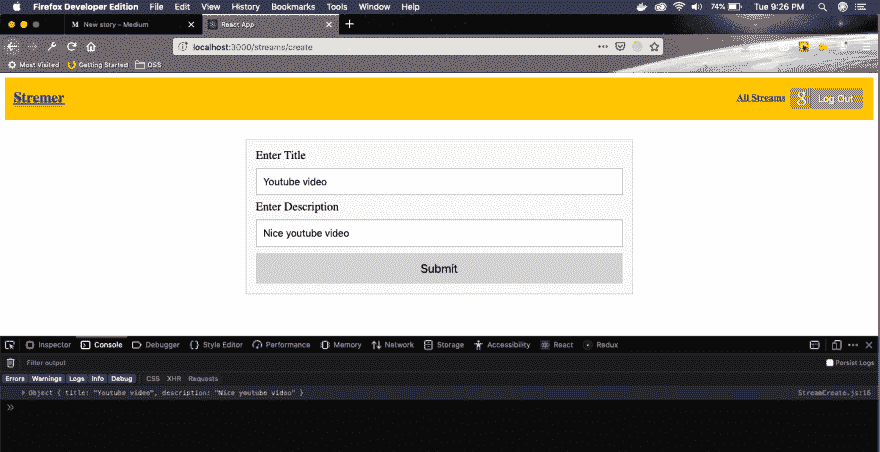 Firefox Developer Edition File Edit View History Bookmarks Tools Window Help 74% Tue 9:26 PM
New story – Medium React App
localhost:3000/streams/create
Most Visited Getting Started OSS
Stremer All Streams Log Out
Enter Title
Youtube video
Enter Description
Nice youtube video
Submit
Inspector Console Debugger Style Editor Performance Memory Network Storage Accessibility React Redux
Filter output Persist Logs
Errors Warnings Logs Info Debug CSS XHR Requests
Object { title: "Youtube video", description: "Nice youtube video" } StreamCreate.js:16